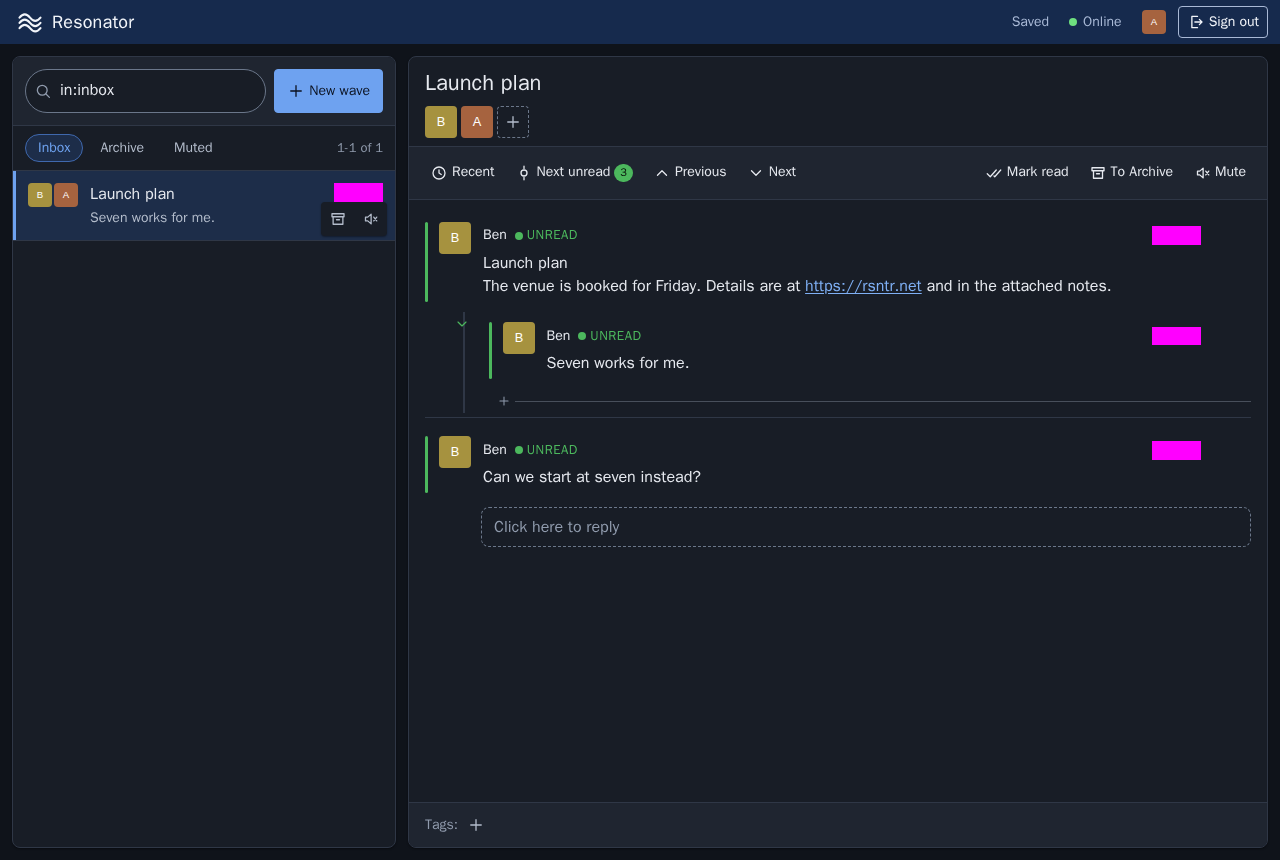 Resonator
Saved
Online
A
Sign out
in:inbox
New wave
Inbox
Archive
Muted
1-1 of 1
B
A
Launch plan
Seven works for me.
Launch plan
B
A
Recent
Next unread 3
Previous
Next
Mark read
To Archive
Mute
B
Ben
UNREAD
Launch plan
The venue is booked for Friday. Details are at https://rsntr.net and in the attached notes.
B
Ben
UNREAD
Seven works for me.
B
Ben
UNREAD
Can we start at seven instead?
Click here to reply
Tags: